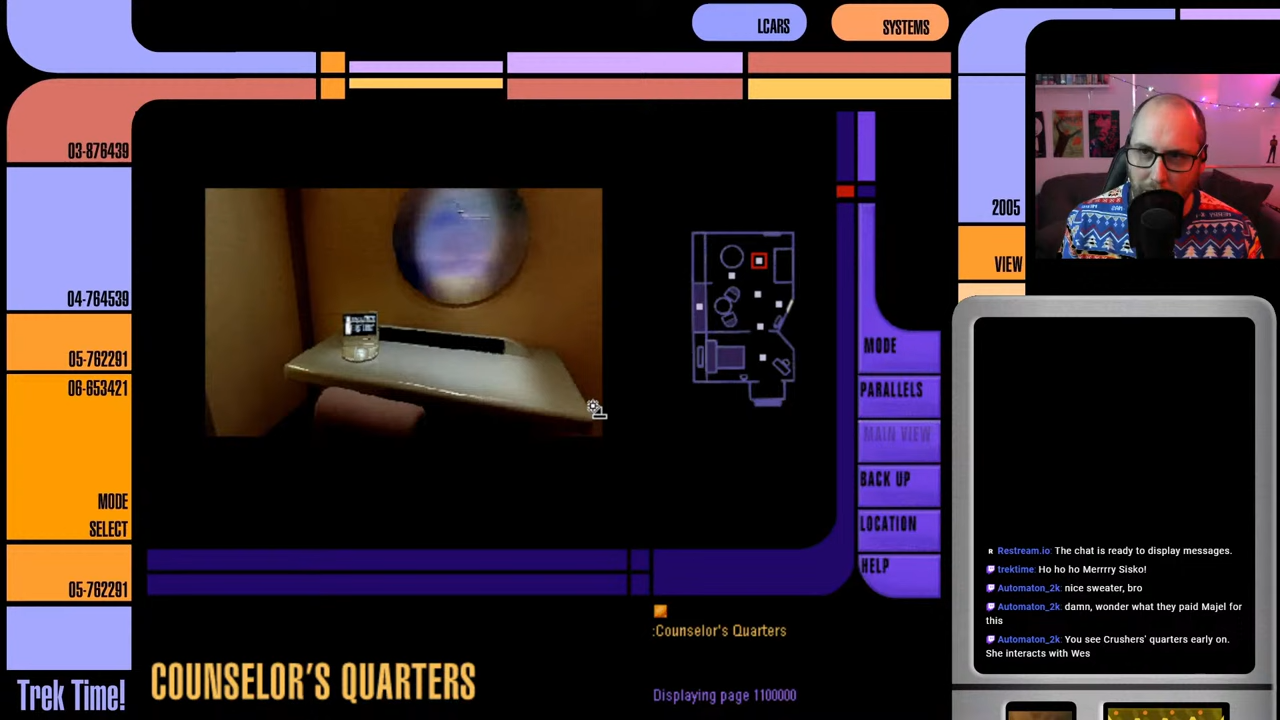 LCARS
SYSTEMS
03-876439
04-764539
05-762291
06-653421
MODE
SELECT
05-762291
Trek Time!
2005
VIEW
MODE
PARALLELS
MAIN VIEW
BACK UP
LOCATION
HELP
:Counselor's Quarters
COUNSELOR'S QUARTERS
Displaying page 1100000
Restream.io: The chat is ready to display messages.
trektime: Ho ho ho Merrrry Sisko!
Automaton_2k: nice sweater, bro
Automaton_2k: damn, wonder what they paid Majel for
this
Automaton_2k: You see Crushers' quarters early on.
She interacts with Wes